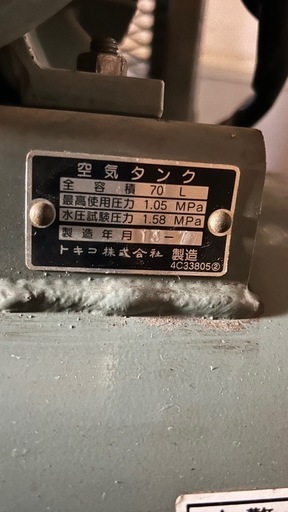 空気タンク
全容積 70 L
最高使用圧力 1.05 MPa
水圧試験圧力 1.58 MPa
製造年月
トキコ株式会社 製造
4C33805②